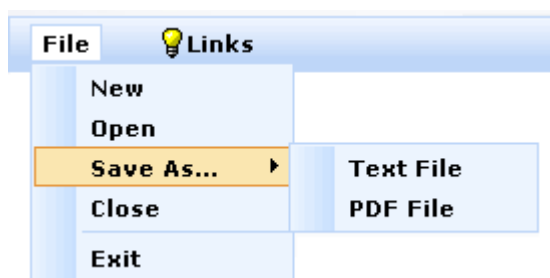 File Links
New
Open
Save As... Text File
Close PDF File
Exit